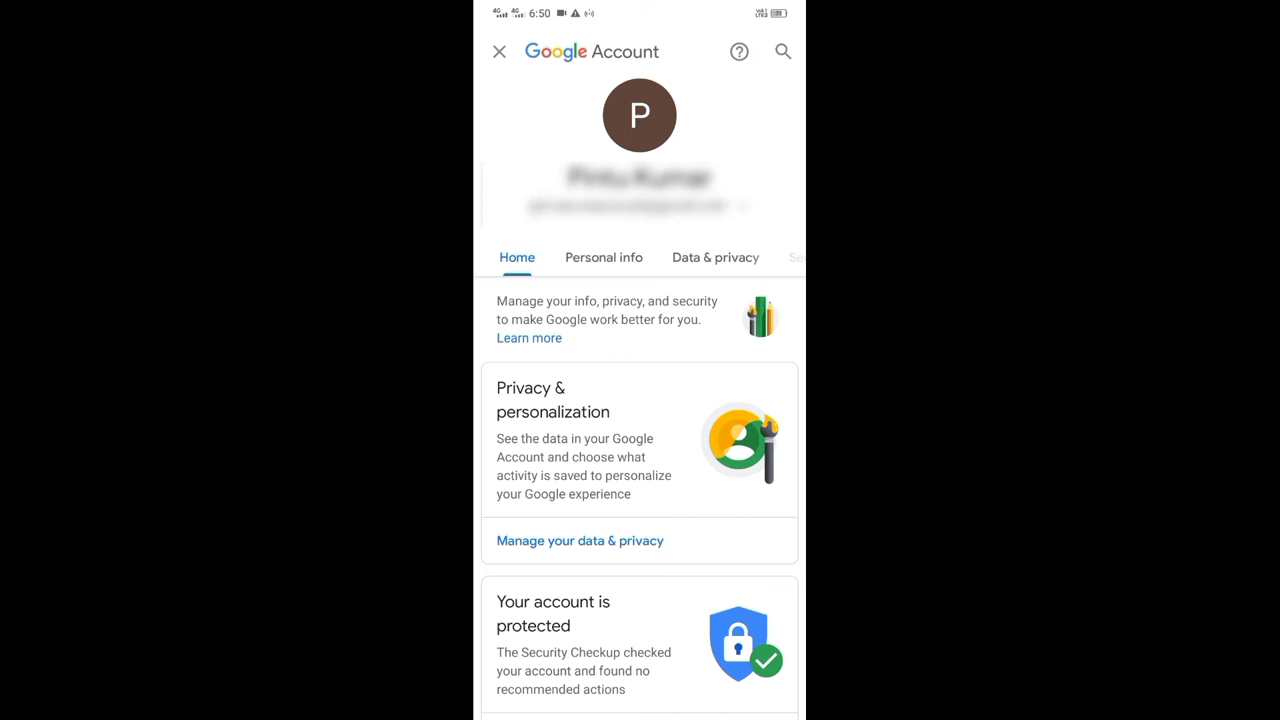 6:50
Google Account
P
Home Personal info Data & privacy
Manage your info, privacy, and security
to make Google work better for you.
Learn more
Privacy &
personalization
See the data in your Google
Account and choose what
activity is saved to personalize
your Google experience
Manage your data & privacy
Your account is
protected
The Security Checkup checked
your account and found no
recommended actions